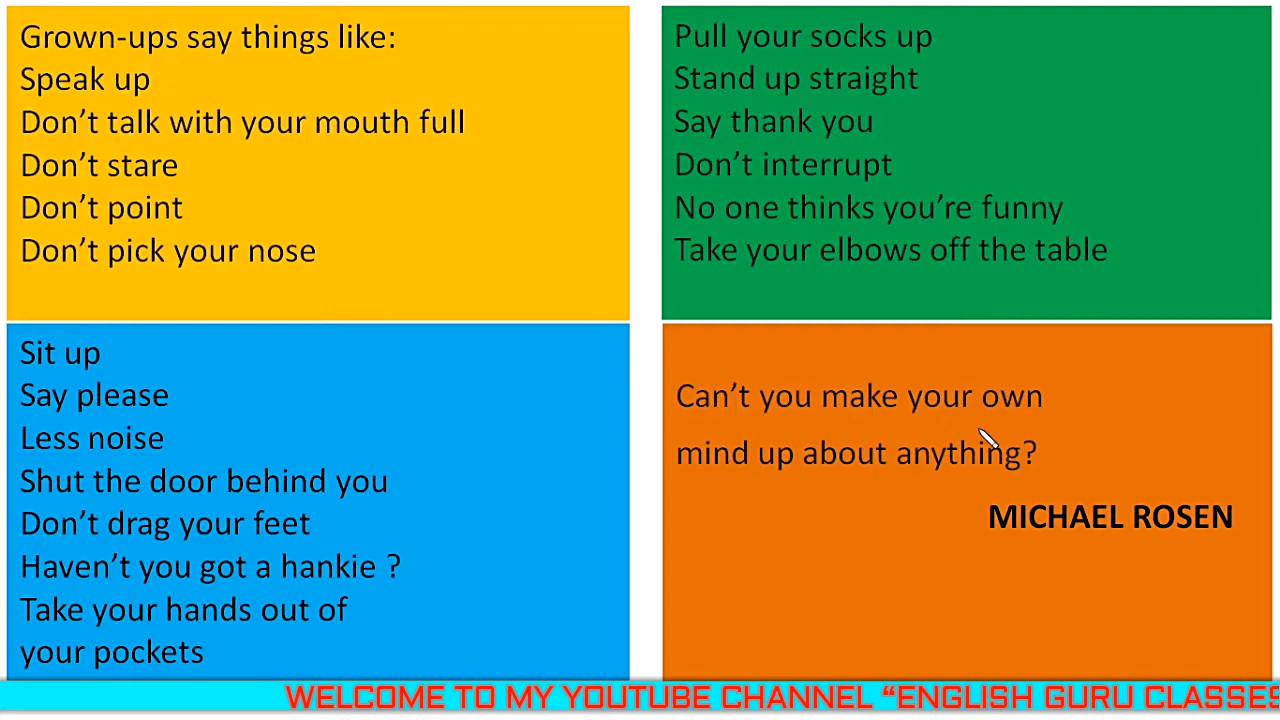 Grown-ups say things like:
Speak up
Don’t talk with your mouth full
Don’t stare
Don’t point
Don’t pick your nose
Sit up
Say please
Less noise
Shut the door behind you
Don’t drag your feet
Haven’t you got a hankie ?
Take your hands out of
your pockets
Pull your socks up
Stand up straight
Say thank you
Don’t interrupt
No one thinks you’re funny
Take your elbows off the table
Can’t you make your own
mind up about anything?
MICHAEL ROSEN
WELCOME TO MY YOUTUBE CHANNEL “ENGLISH GURU CLASSES